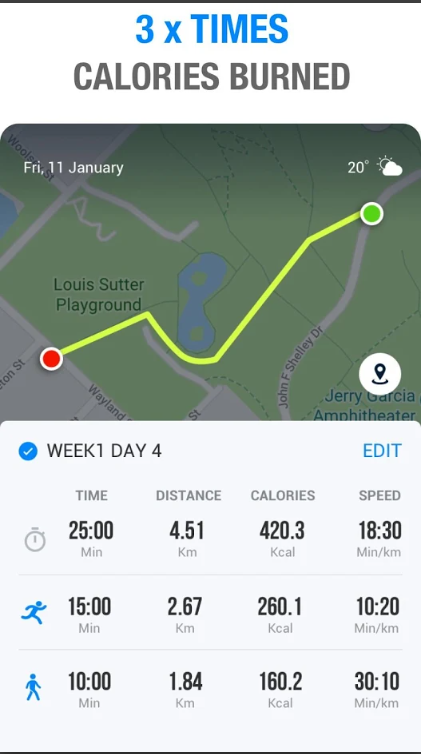 3 x TIMES
CALORIES BURNED
Fri, 11 January
20°
Louis Sutter
Playground
John F Shelley Dr
Wayland
St
Jerry Garcia
Amphitheater
WEEK1 DAY 4
EDIT
TIME DISTANCE CALORIES SPEED
25:00 4.51 420.3 18:30
Min Km Kcal Min/km
15:00 2.67 260.1 10:20
Min Km Kcal Min/km
10:00 1.84 160.2 30:10
Min Km Kcal Min/km